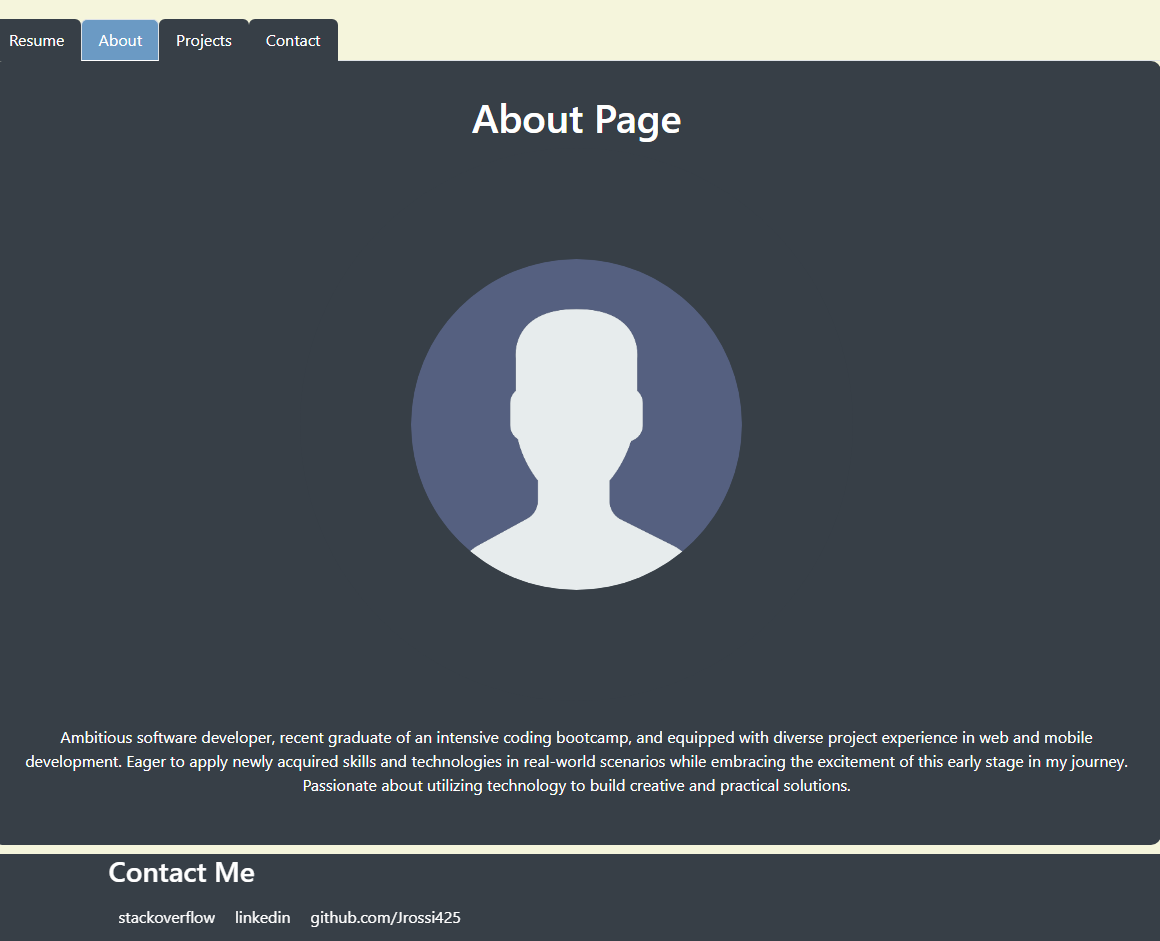 Resume About Projects Contact
About Page
Ambitious software developer, recent graduate of an intensive coding bootcamp, and equipped with diverse project experience in web and mobile
development. Eager to apply newly acquired skills and technologies in real-world scenarios while embracing the excitement of this early stage in my journey.
Passionate about utilizing technology to build creative and practical solutions.
Contact Me
stackoverflow linkedin github.com/Jrossi425